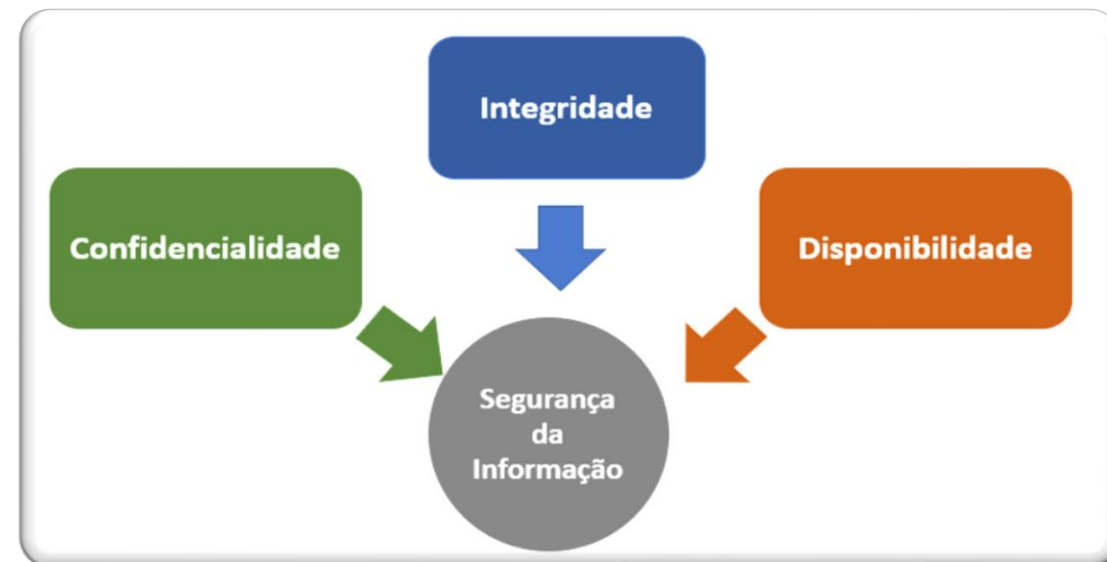 Integridade
Confidencialidade
Disponibilidade
Segurança
da
Informação